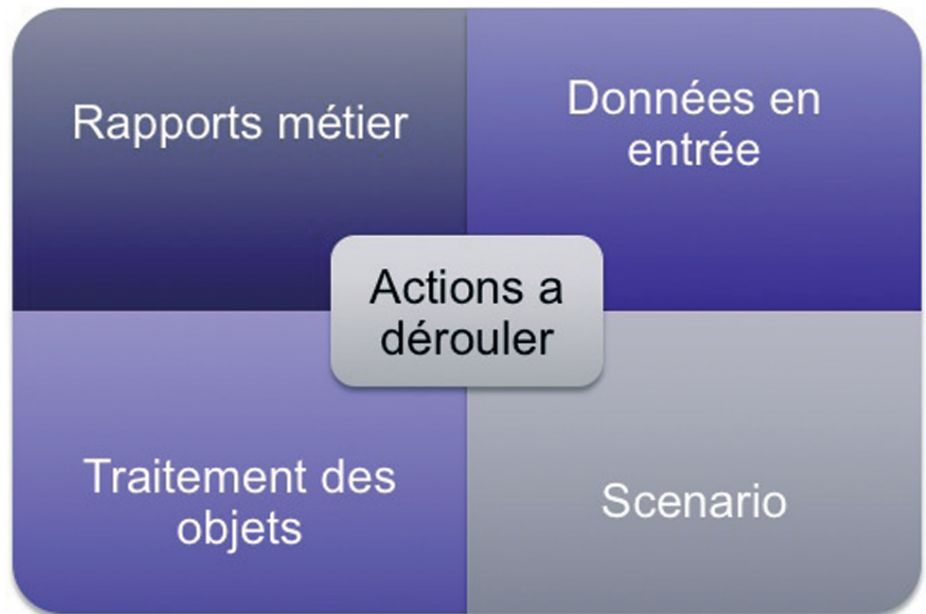 Rapports métier
Données en
entrée
Actions a
dérouler
Traitement des
objets
Scenario